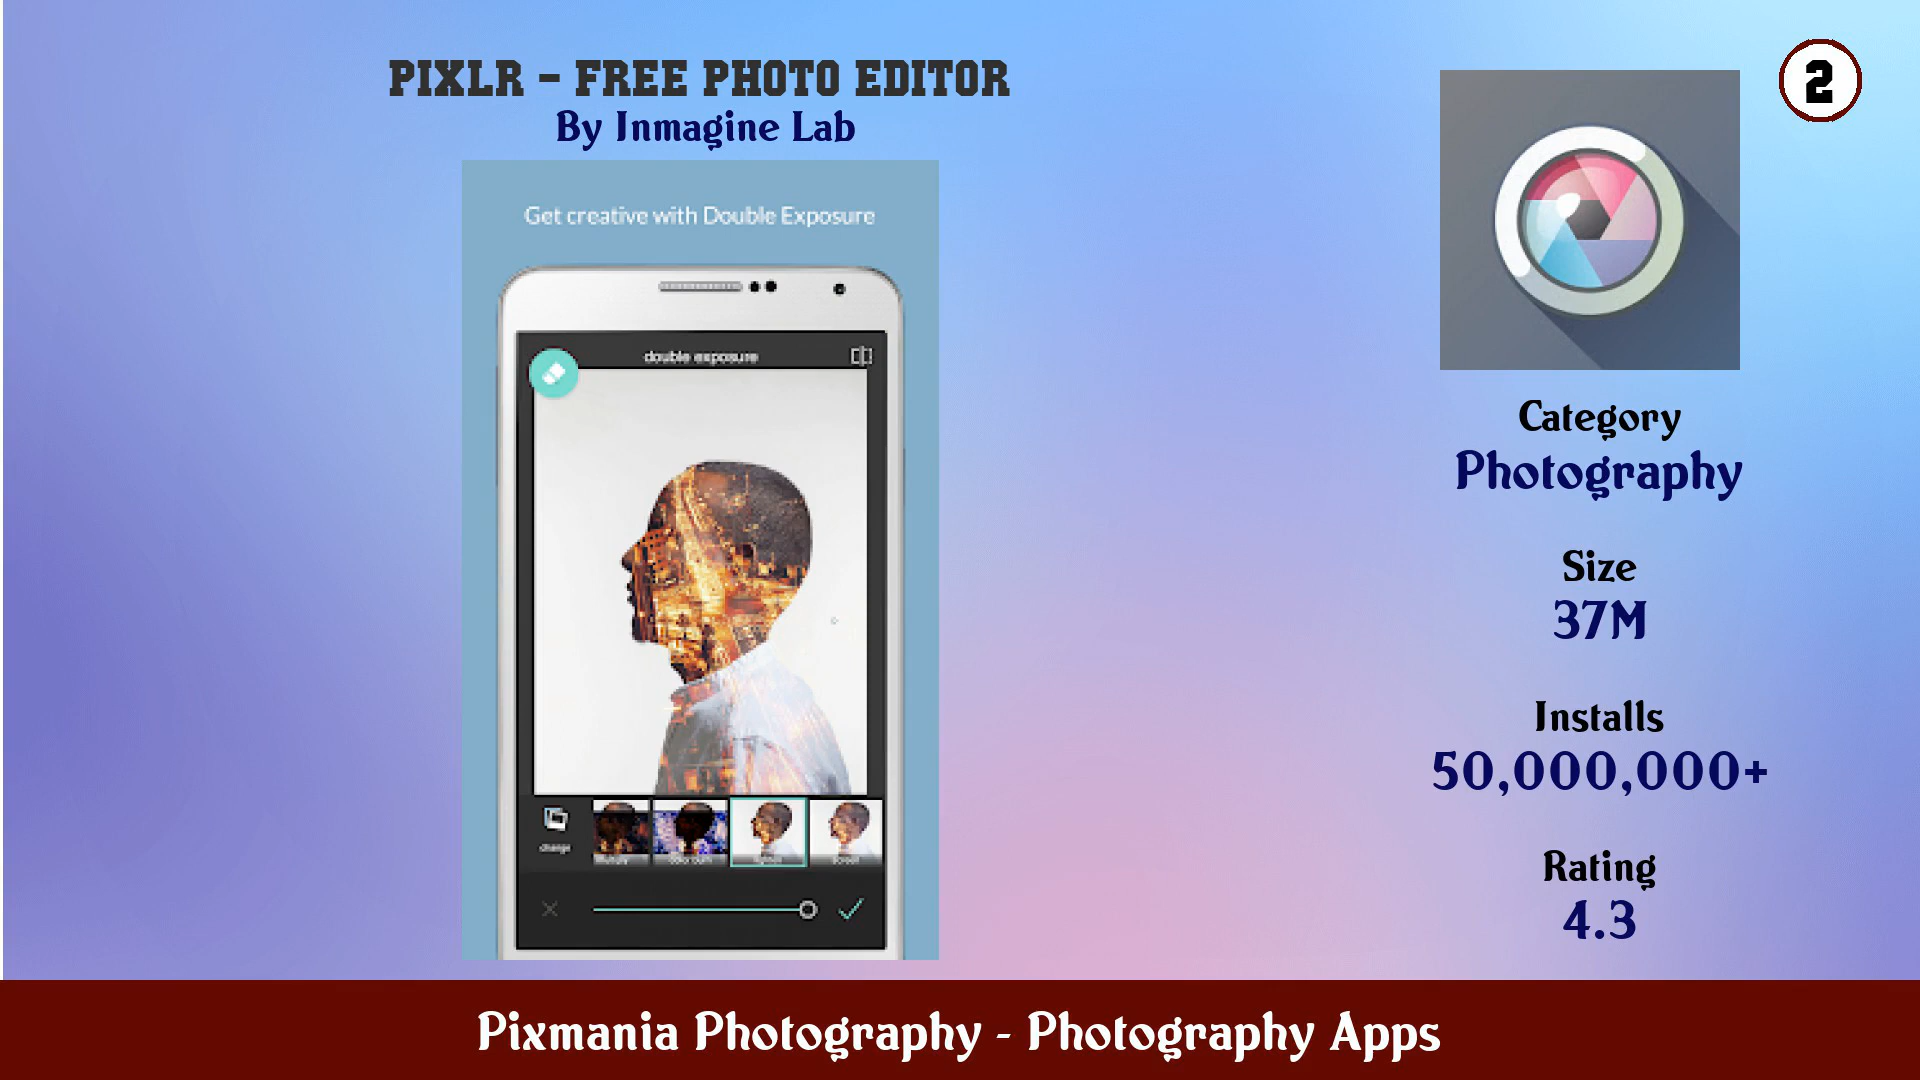 PIXLR - FREE PHOTO EDITOR
By Inmagine Lab
2
Get creative with Double Exposure
double exposure
change
Category
Photography
Size
37M
Installs
50,000,000+
Rating
4.3
Pixmania Photography - Photography Apps